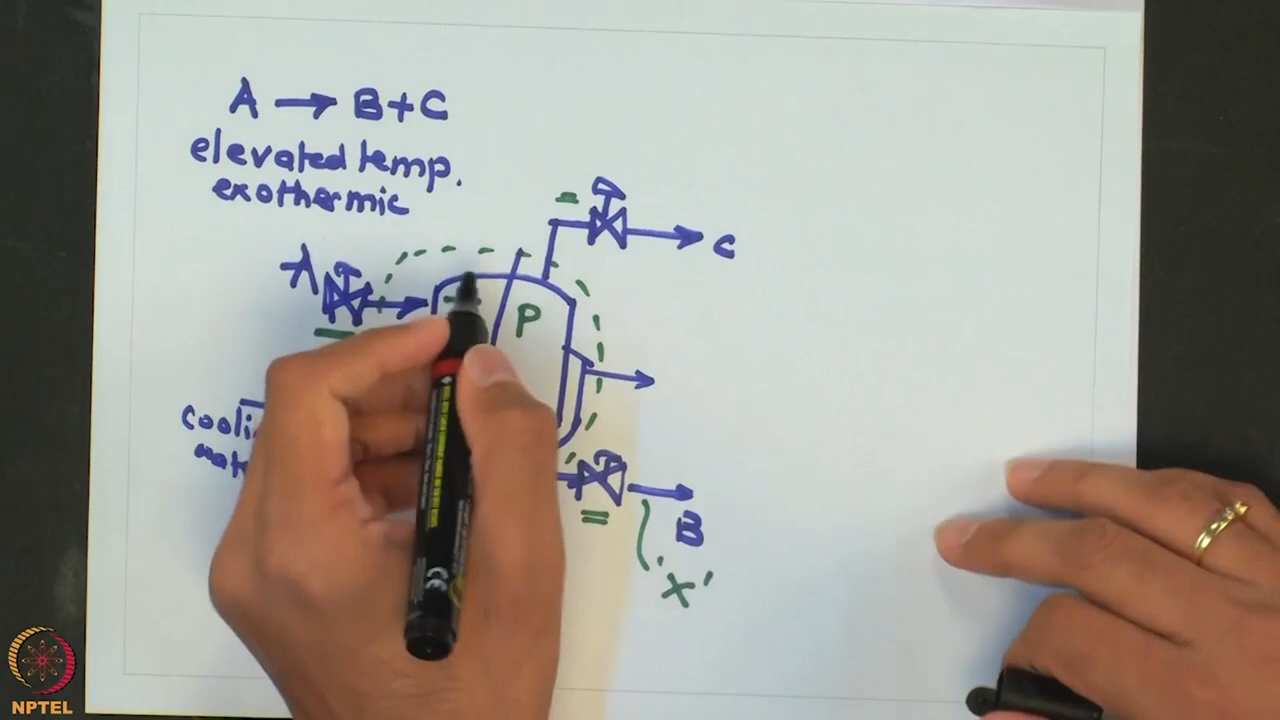 A → B+C
elevated temp.
exothermic
C
A
P
B
'X'
NPTEL